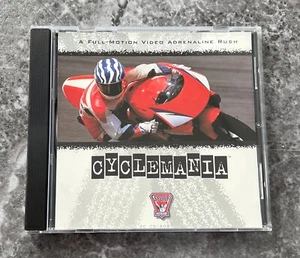 A Full-Motion Video Adrenaline Rush
CYCLEMANIA